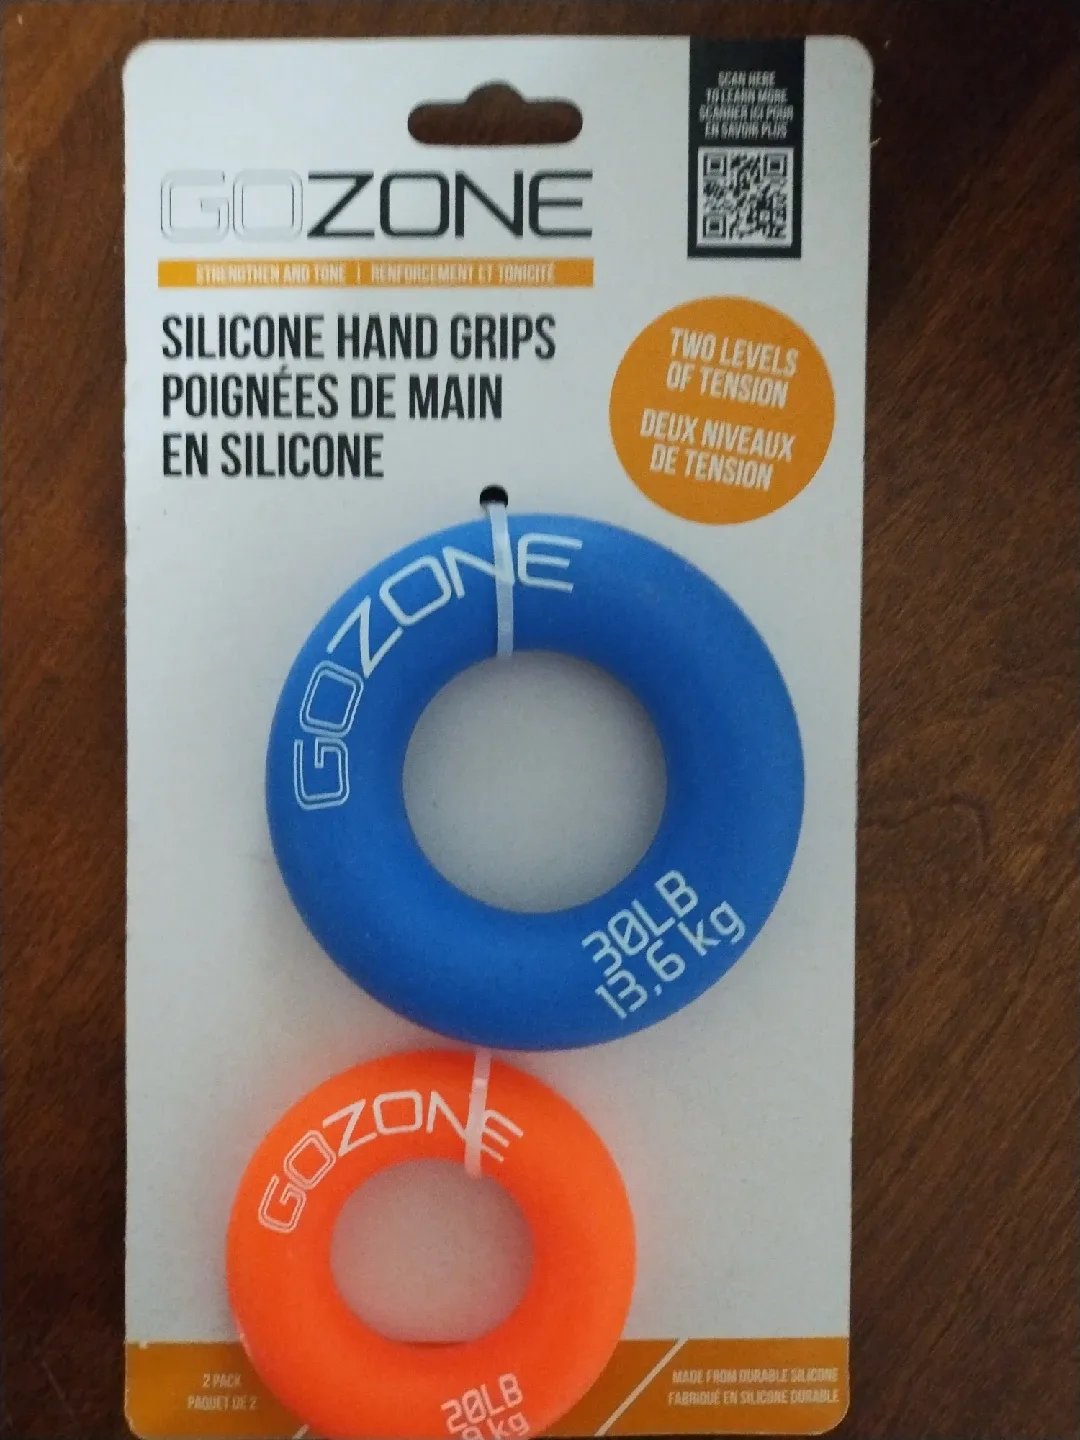 SCAN HERE
TO LEARN MORE
SCANNER ICI POUR
EN SAVOIR PLUS
GOZONE
STRENGTHEN AND TONE | RENFORCEMENT ET TONICITÉ
SILICONE HAND GRIPS
POIGNÉES DE MAIN
EN SILICONE
TWO LEVELS
OF TENSION
DEUX NIVEAUX
DE TENSION
GOZONE
30LB
13,6 kg
GOZONE
20LB
kg
2 PACK
PAQUET DE 2
MADE FROM DURABLE SILICONE
FABRIQUÉ EN SILICONE DURABLE